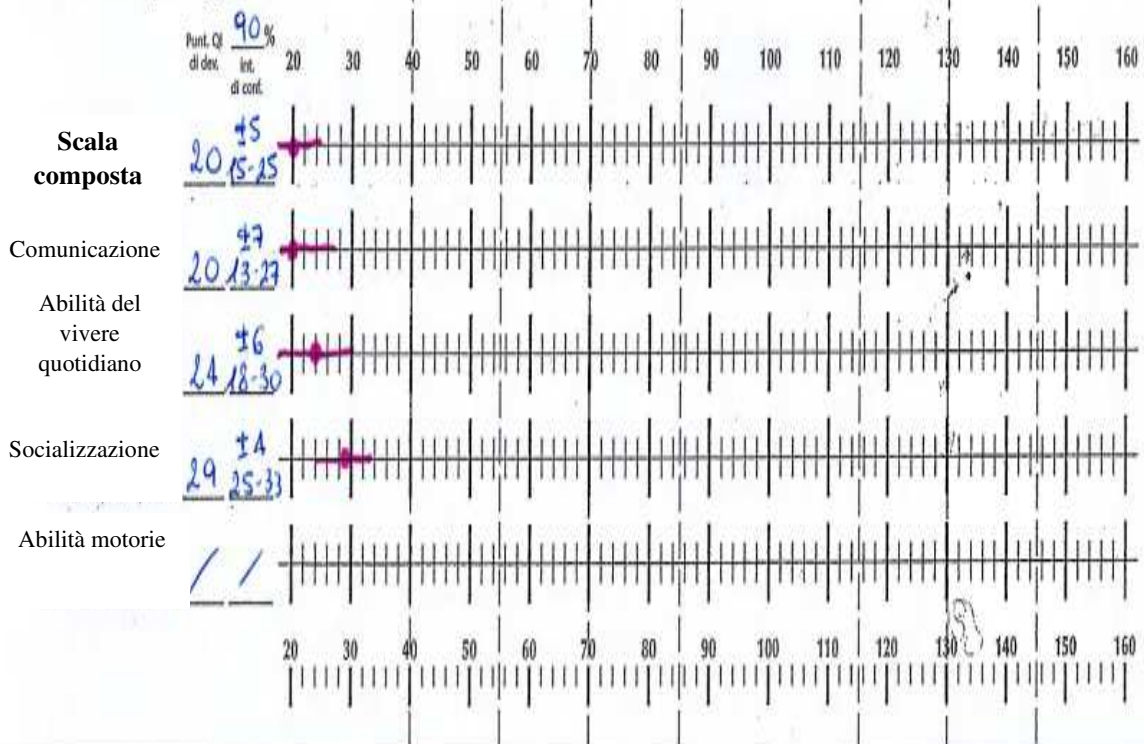 90 %
Punt. QI
di dev.
int.
di conf.
20 30 40 50 60 70 80 90 100 110 120 130 140 150 160
Scala
composta
20
±5
15-25
Comunicazione
20
±7
13-27
Abilità del
vivere
quotidiano
24
±6
18-30
Socializzazione
29
±4
25-33
Abilità motorie
/ /
20 30 40 50 60 70 80 90 100 110 120 130 140 150 160